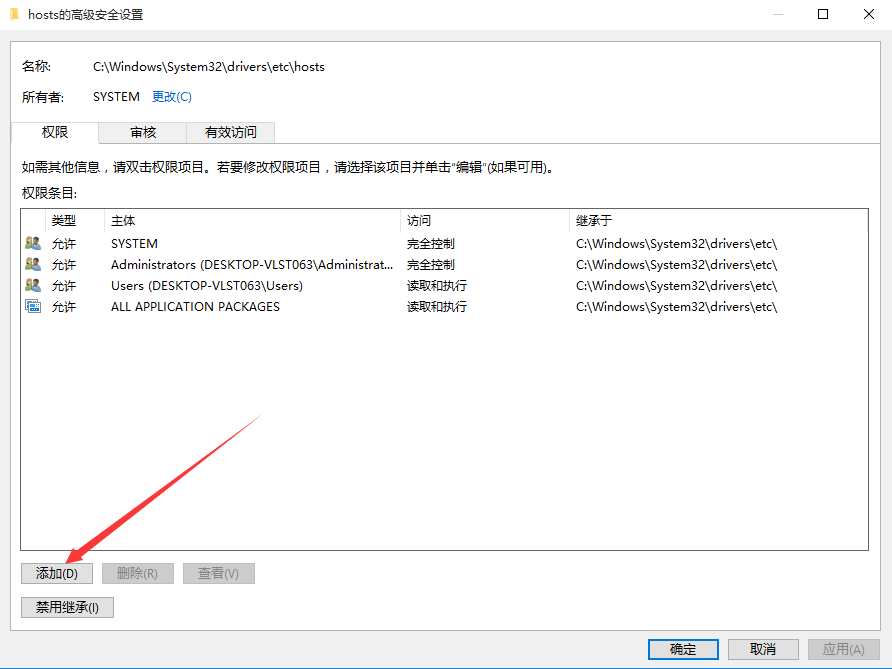 hosts的高级安全设置
名称: C:\Windows\System32\drivers\etc\hosts
所有者: SYSTEM 更改(C)
权限 审核 有效访问
如需其他信息，请双击权限项目。若要修改权限项目，请选择该项目并单击"编辑"(如果可用)。
权限条目:
类型 主体 访问 继承于
允许 SYSTEM 完全控制 C:\Windows\System32\drivers\etc\
允许 Administrators (DESKTOP-VLST063\Administrat... 完全控制 C:\Windows\System32\drivers\etc\
允许 Users (DESKTOP-VLST063\Users) 读取和执行 C:\Windows\System32\drivers\etc\
允许 ALL APPLICATION PACKAGES 读取和执行 C:\Windows\System32\drivers\etc\
添加(D) 删除(R) 查看(V)
禁用继承(I)
确定 取消 应用(A)